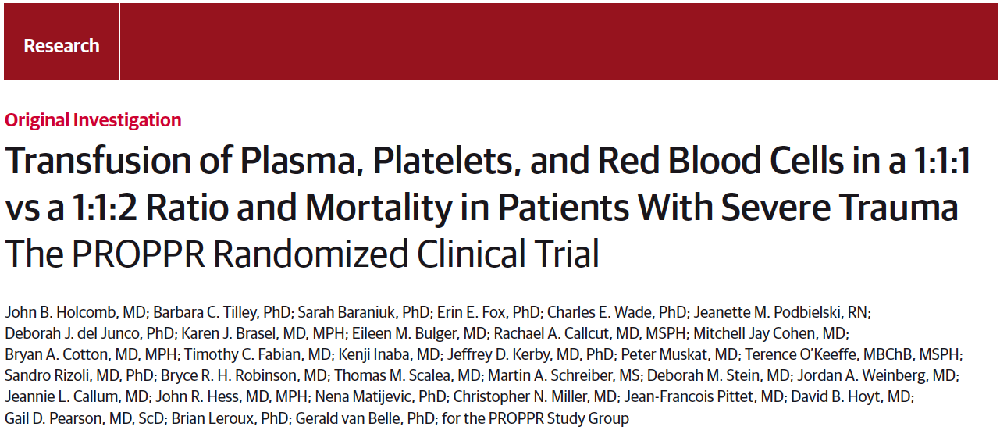 Research
Original Investigation
Transfusion of Plasma, Platelets, and Red Blood Cells in a 1:1:1
vs a 1:1:2 Ratio and Mortality in Patients With Severe Trauma
The PROPPR Randomized Clinical Trial
John B. Holcomb, MD; Barbara C. Tilley, PhD; Sarah Baraniuk, PhD; Erin E. Fox, PhD; Charles E. Wade, PhD; Jeanette M. Podbielski, RN;
Deborah J. del Junco, PhD; Karen J. Brasel, MD, MPH; Eileen M. Bulger, MD; Rachael A. Callcut, MD, MSPH; Mitchell Jay Cohen, MD;
Bryan A. Cotton, MD, MPH; Timothy C. Fabian, MD; Kenji Inaba, MD; Jeffrey D. Kerby, MD, PhD; Peter Muskat, MD; Terence O’Keeffe, MBChB, MSPH;
Sandro Rizoli, MD, PhD; Bryce R. H. Robinson, MD; Thomas M. Scalea, MD; Martin A. Schreiber, MS; Deborah M. Stein, MD; Jordan A. Weinberg, MD;
Jeannie L. Callum, MD; John R. Hess, MD, MPH; Nena Matijevic, PhD; Christopher N. Miller, MD; Jean-Francois Pittet, MD; David B. Hoyt, MD;
Gail D. Pearson, MD, ScD; Brian Leroux, PhD; Gerald van Belle, PhD; for the PROPPR Study Group